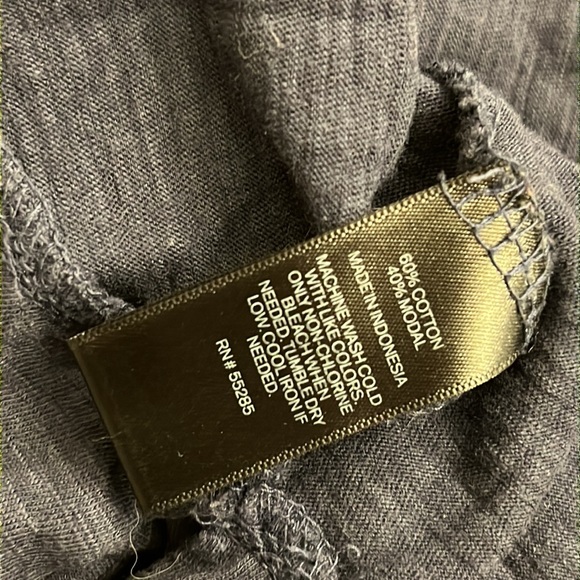 60% COTTON
40% MODAL
MADE IN INDONESIA
MACHINE WASH COLD
WITH LIKE COLORS.
ONLY NON-CHLORINE
BLEACH WHEN
NEEDED. TUMBLE DRY
LOW. COOL IRON IF
NEEDED.
RN# 55285